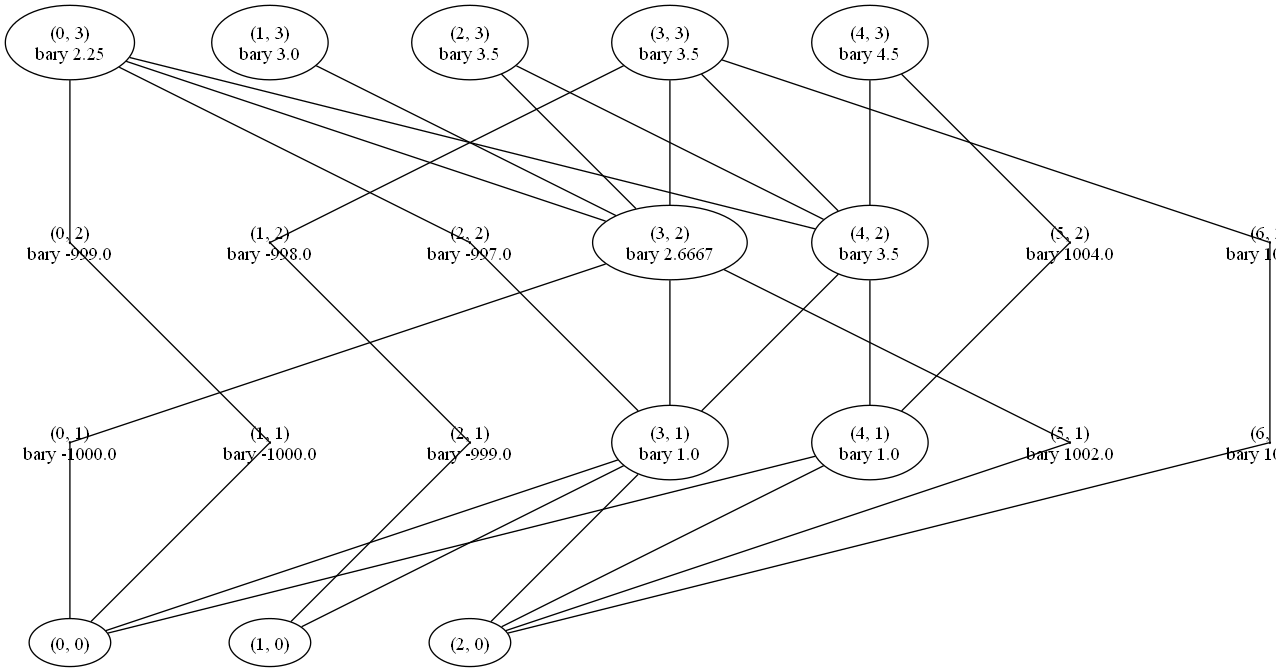 (0, 3)
bary 2.25
(1, 3)
bary 3.0
(2, 3)
bary 3.5
(3, 3)
bary 3.5
(4, 3)
bary 4.5
(0, 2)
bary -999.0
(1, 2)
bary -998.0
(2, 2)
bary -997.0
(3, 2)
bary 2.6667
(4, 2)
bary 3.5
(5, 2)
bary 1004.0
(6,
bary 10
(0, 1)
bary -1000.0
(1, 1)
bary -1000.0
(2, 1)
bary -999.0
(3, 1)
bary 1.0
(4, 1)
bary 1.0
(5, 1)
bary 1002.0
(6,
bary 10
(0, 0)
(1, 0)
(2, 0)